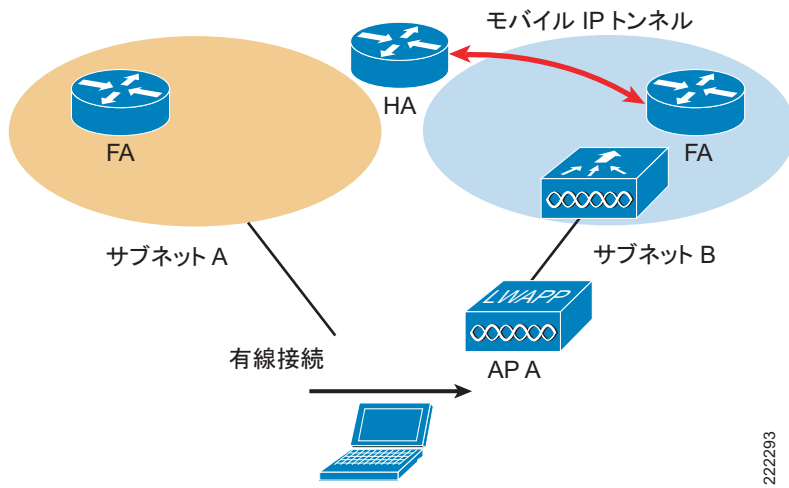 モバイル IP トンネル
HA
FA
FA
サブネット A
サブネット B
LWAPP
有線接続
AP A
222293